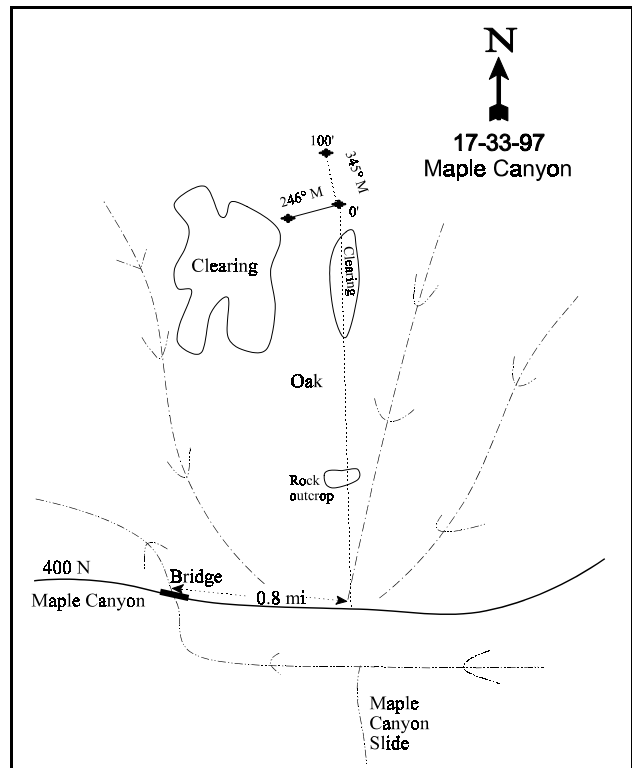 N
17-33-97
Maple Canyon
100'
345° M
246° M
0'
Clearing
Clearing
Oak
Rock
outcrop
400 N
Bridge
Maple Canyon
0.8 mi
Maple
Canyon
Slide